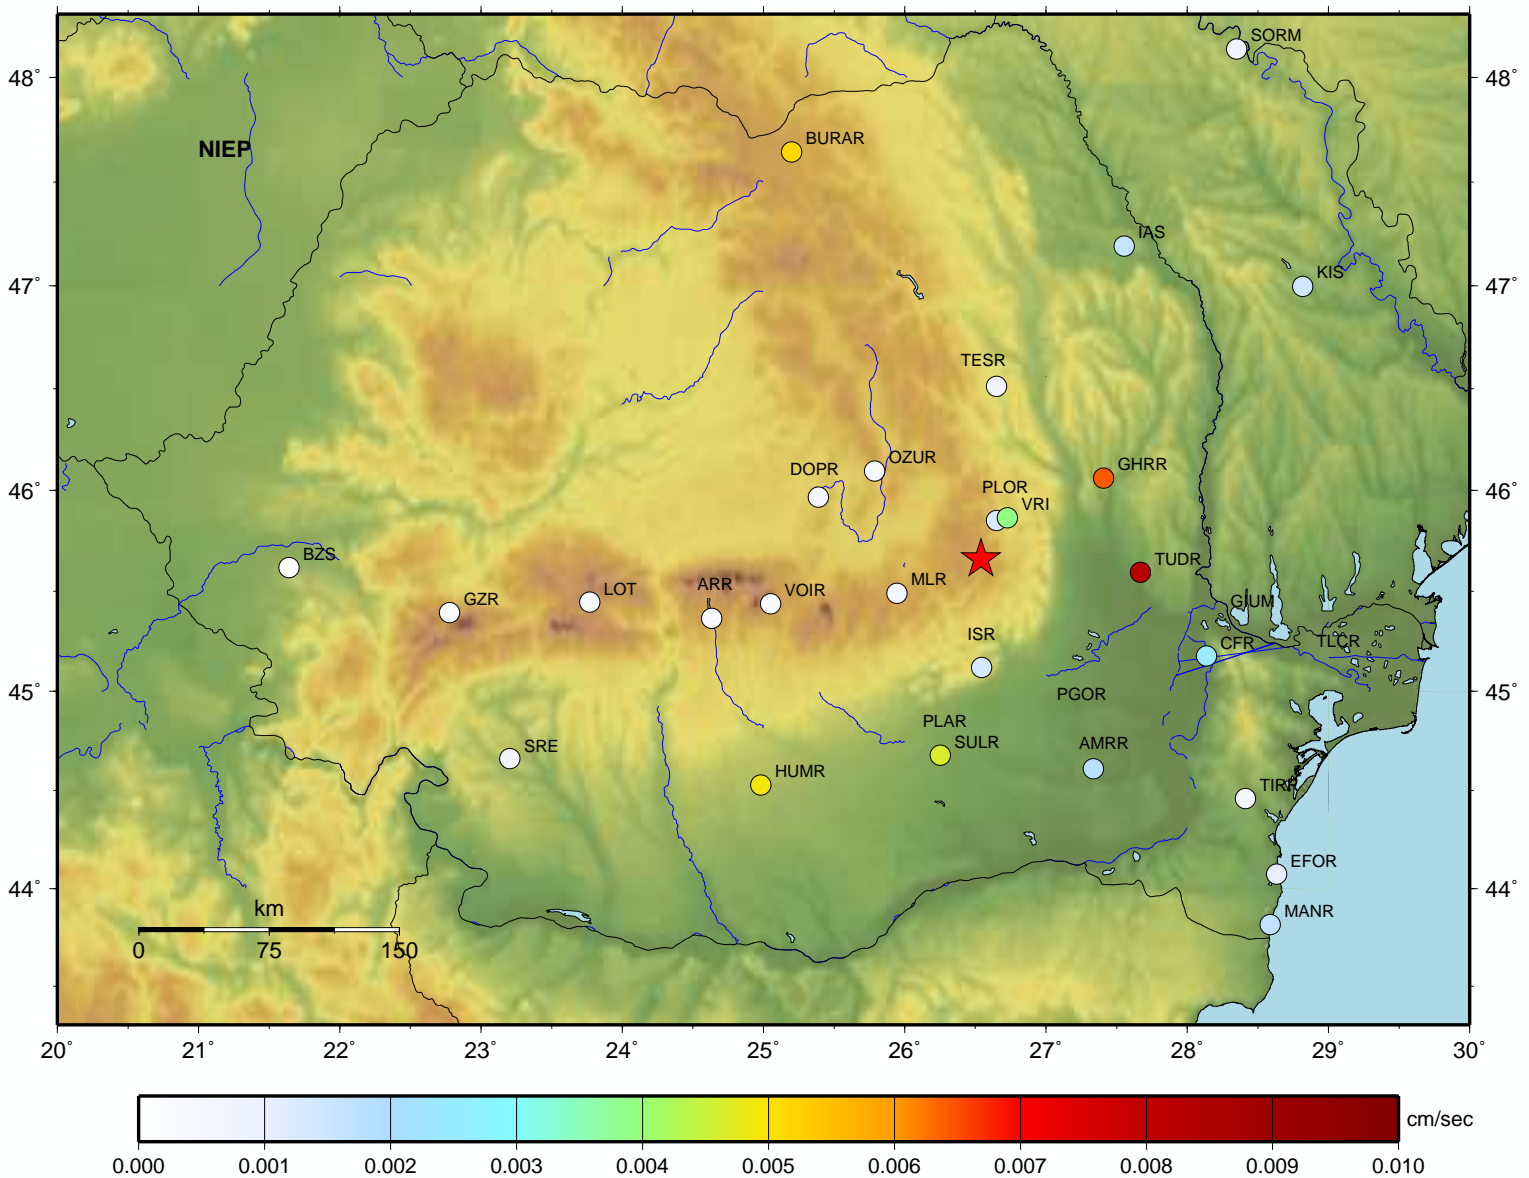 SORM
48°
48°
BURAR
NIEP
IAS
KIS
47°
47°
TESR
OZUR
DOPR
GHRR
PLOR
46°
46°
VRI
BZS
TUDR
MLR
LOT
ARR
VOIR
GZR
GIUM
ISR
CFR
TLCR
45°
45°
PGOR
PLAR
SULR
AMRR
SRE
HUMR
TIRR
EFOR
44°
44°
km
MANR
0
75
150
20°
21°
22°
23°
24°
25°
26°
27°
28°
29°
30°
cm/sec
0.000
0.001
0.002
0.003
0.004
0.005
0.006
0.007
0.008
0.009
0.010